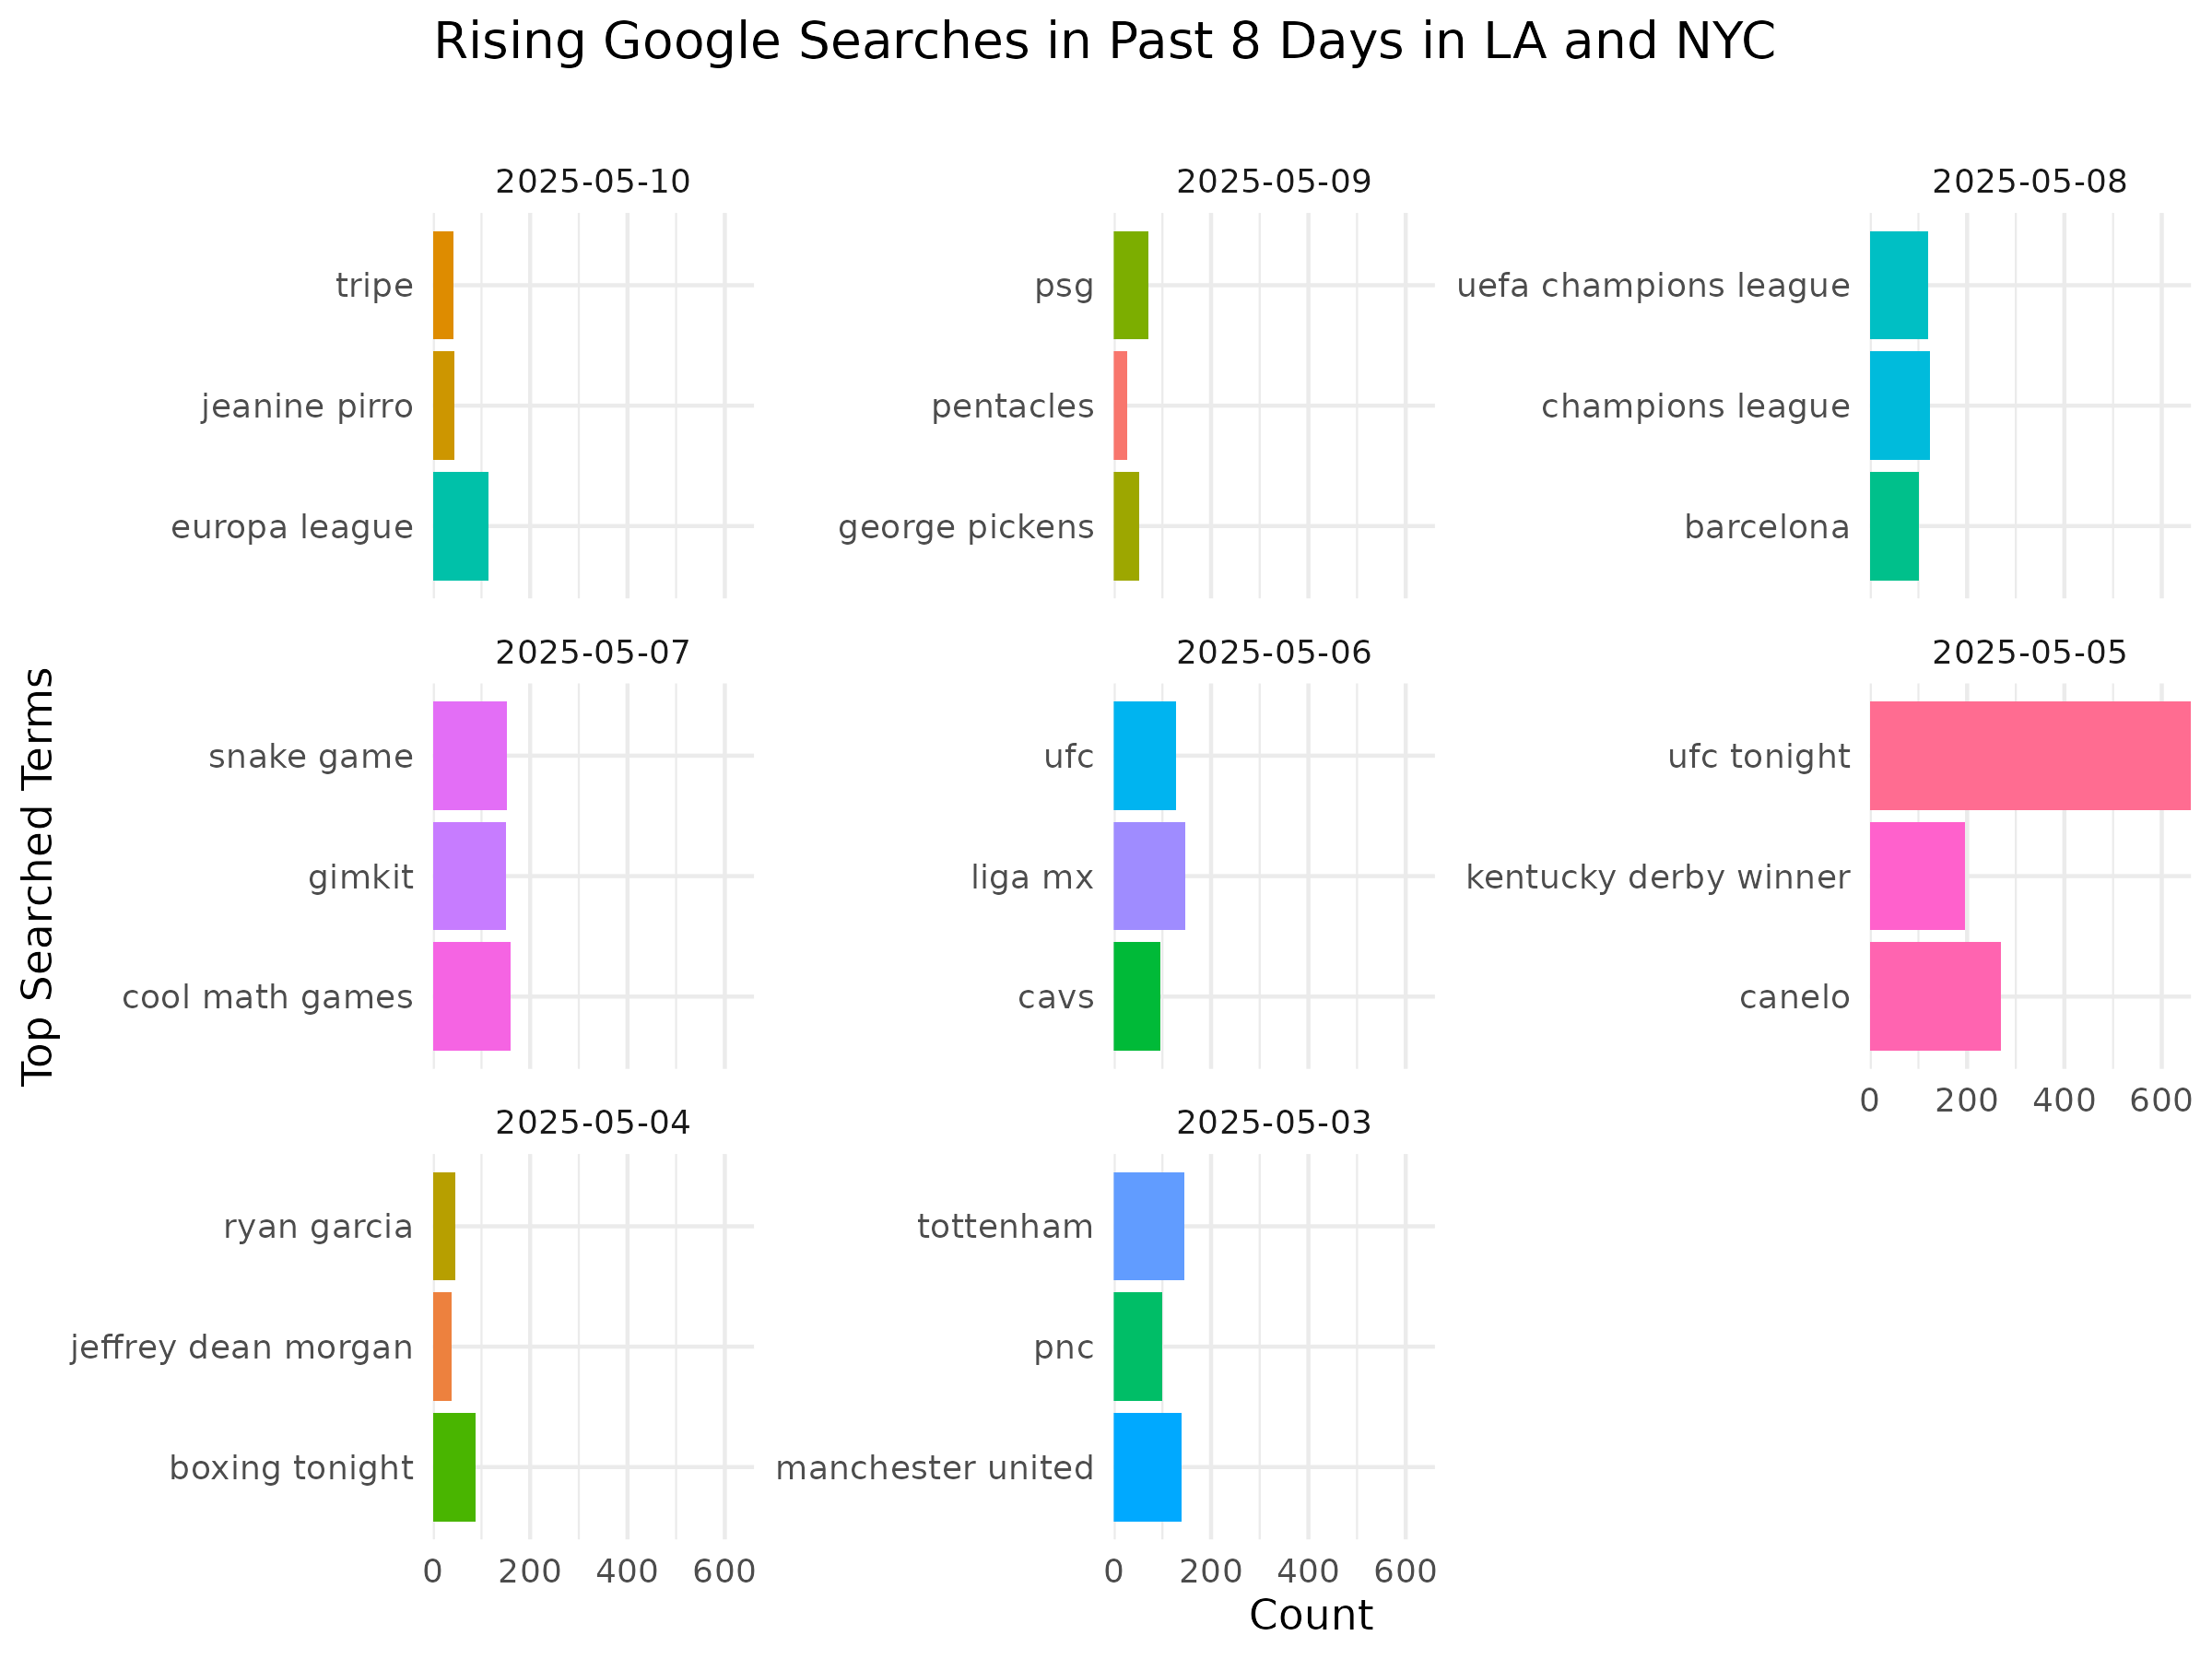 Rising Google Searches in Past 8 Days in LA and NYC
2025-05-10
tripe
jeanine pirro
europa league
2025-05-09
psg
pentacles
george pickens
2025-05-08
uefa champions league
champions league
barcelona
Top Searched Terms
2025-05-07
snake game
gimkit
cool math games
2025-05-06
ufc
liga mx
cavs
2025-05-05
ufc tonight
kentucky derby winner
canelo
0 200 400 600
2025-05-04
ryan garcia
jeffrey dean morgan
boxing tonight
0 200 400 600
2025-05-03
tottenham
pnc
manchester united
0 200 400 600
Count